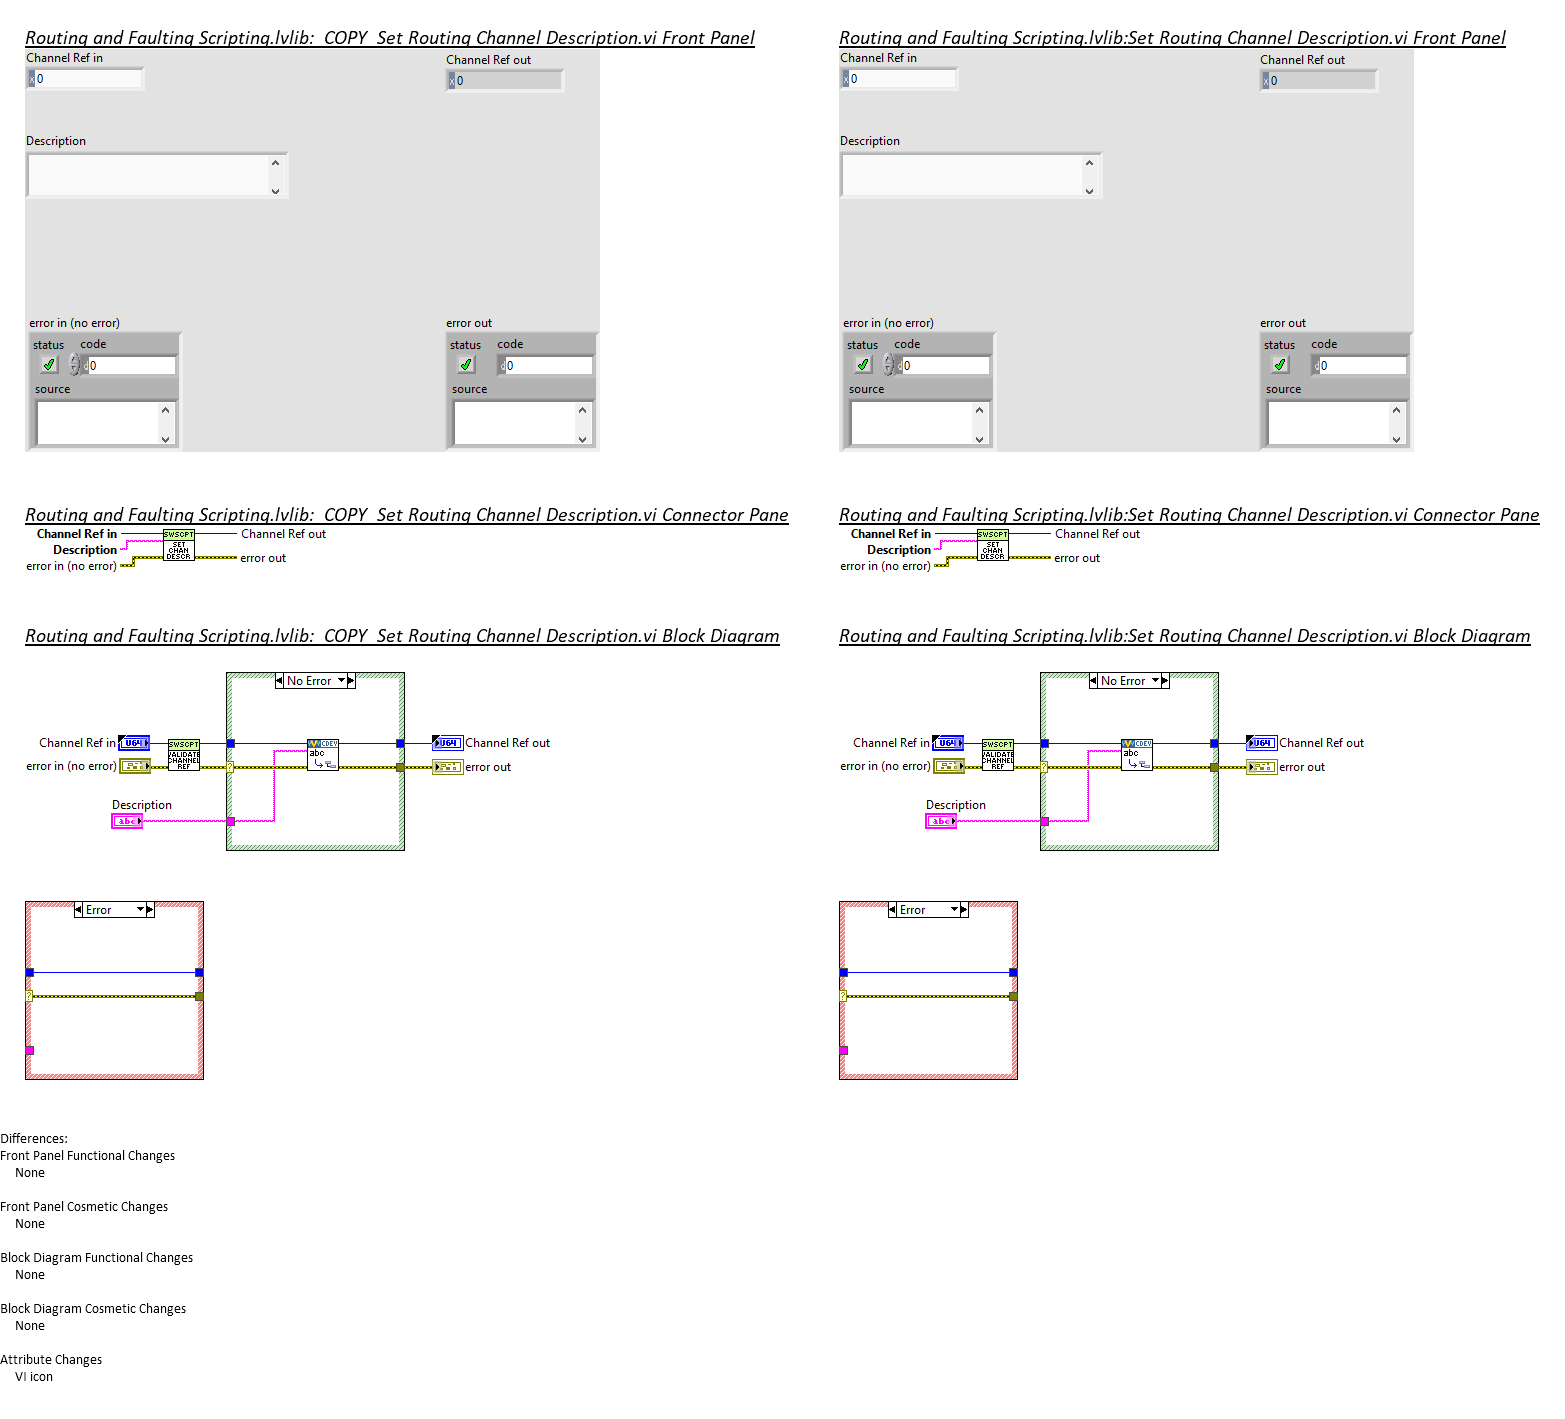 Routing and Faulting Scripting.lvlib:_COPY_Set Routing Channel Description.vi Front Panel
Channel Ref in
x 0
Channel Ref out
x 0
Description
error in (no error)
status code
d 0
source
error out
status code
d 0
source
Routing and Faulting Scripting.lvlib:Set Routing Channel Description.vi Front Panel
Channel Ref in
x 0
Channel Ref out
x 0
Description
error in (no error)
status code
d 0
source
error out
status code
d 0
source
Routing and Faulting Scripting.lvlib:_COPY_Set Routing Channel Description.vi Connector Pane
Channel Ref in
Description
error in (no error)
SWSCPT
SET
CHAN
DESCR
Channel Ref out
error out
Routing and Faulting Scripting.lvlib:Set Routing Channel Description.vi Connector Pane
Channel Ref in
Description
error in (no error)
SWSCPT
SET
CHAN
DESCR
Channel Ref out
error out
Routing and Faulting Scripting.lvlib:_COPY_Set Routing Channel Description.vi Block Diagram
No Error
Channel Ref in
U64
error in (no error)
SWSCPT
VALIDATE
CHANNEL
REF
?
CDEV
abc
U64
Channel Ref out
error out
Description
abc
Error
?
Routing and Faulting Scripting.lvlib:Set Routing Channel Description.vi Block Diagram
No Error
Channel Ref in
U64
error in (no error)
SWSCPT
VALIDATE
CHANNEL
REF
?
CDEV
abc
U64
Channel Ref out
error out
Description
abc
Error
?
Differences:
Front Panel Functional Changes
None
Front Panel Cosmetic Changes
None
Block Diagram Functional Changes
None
Block Diagram Cosmetic Changes
None
Attribute Changes
VI icon